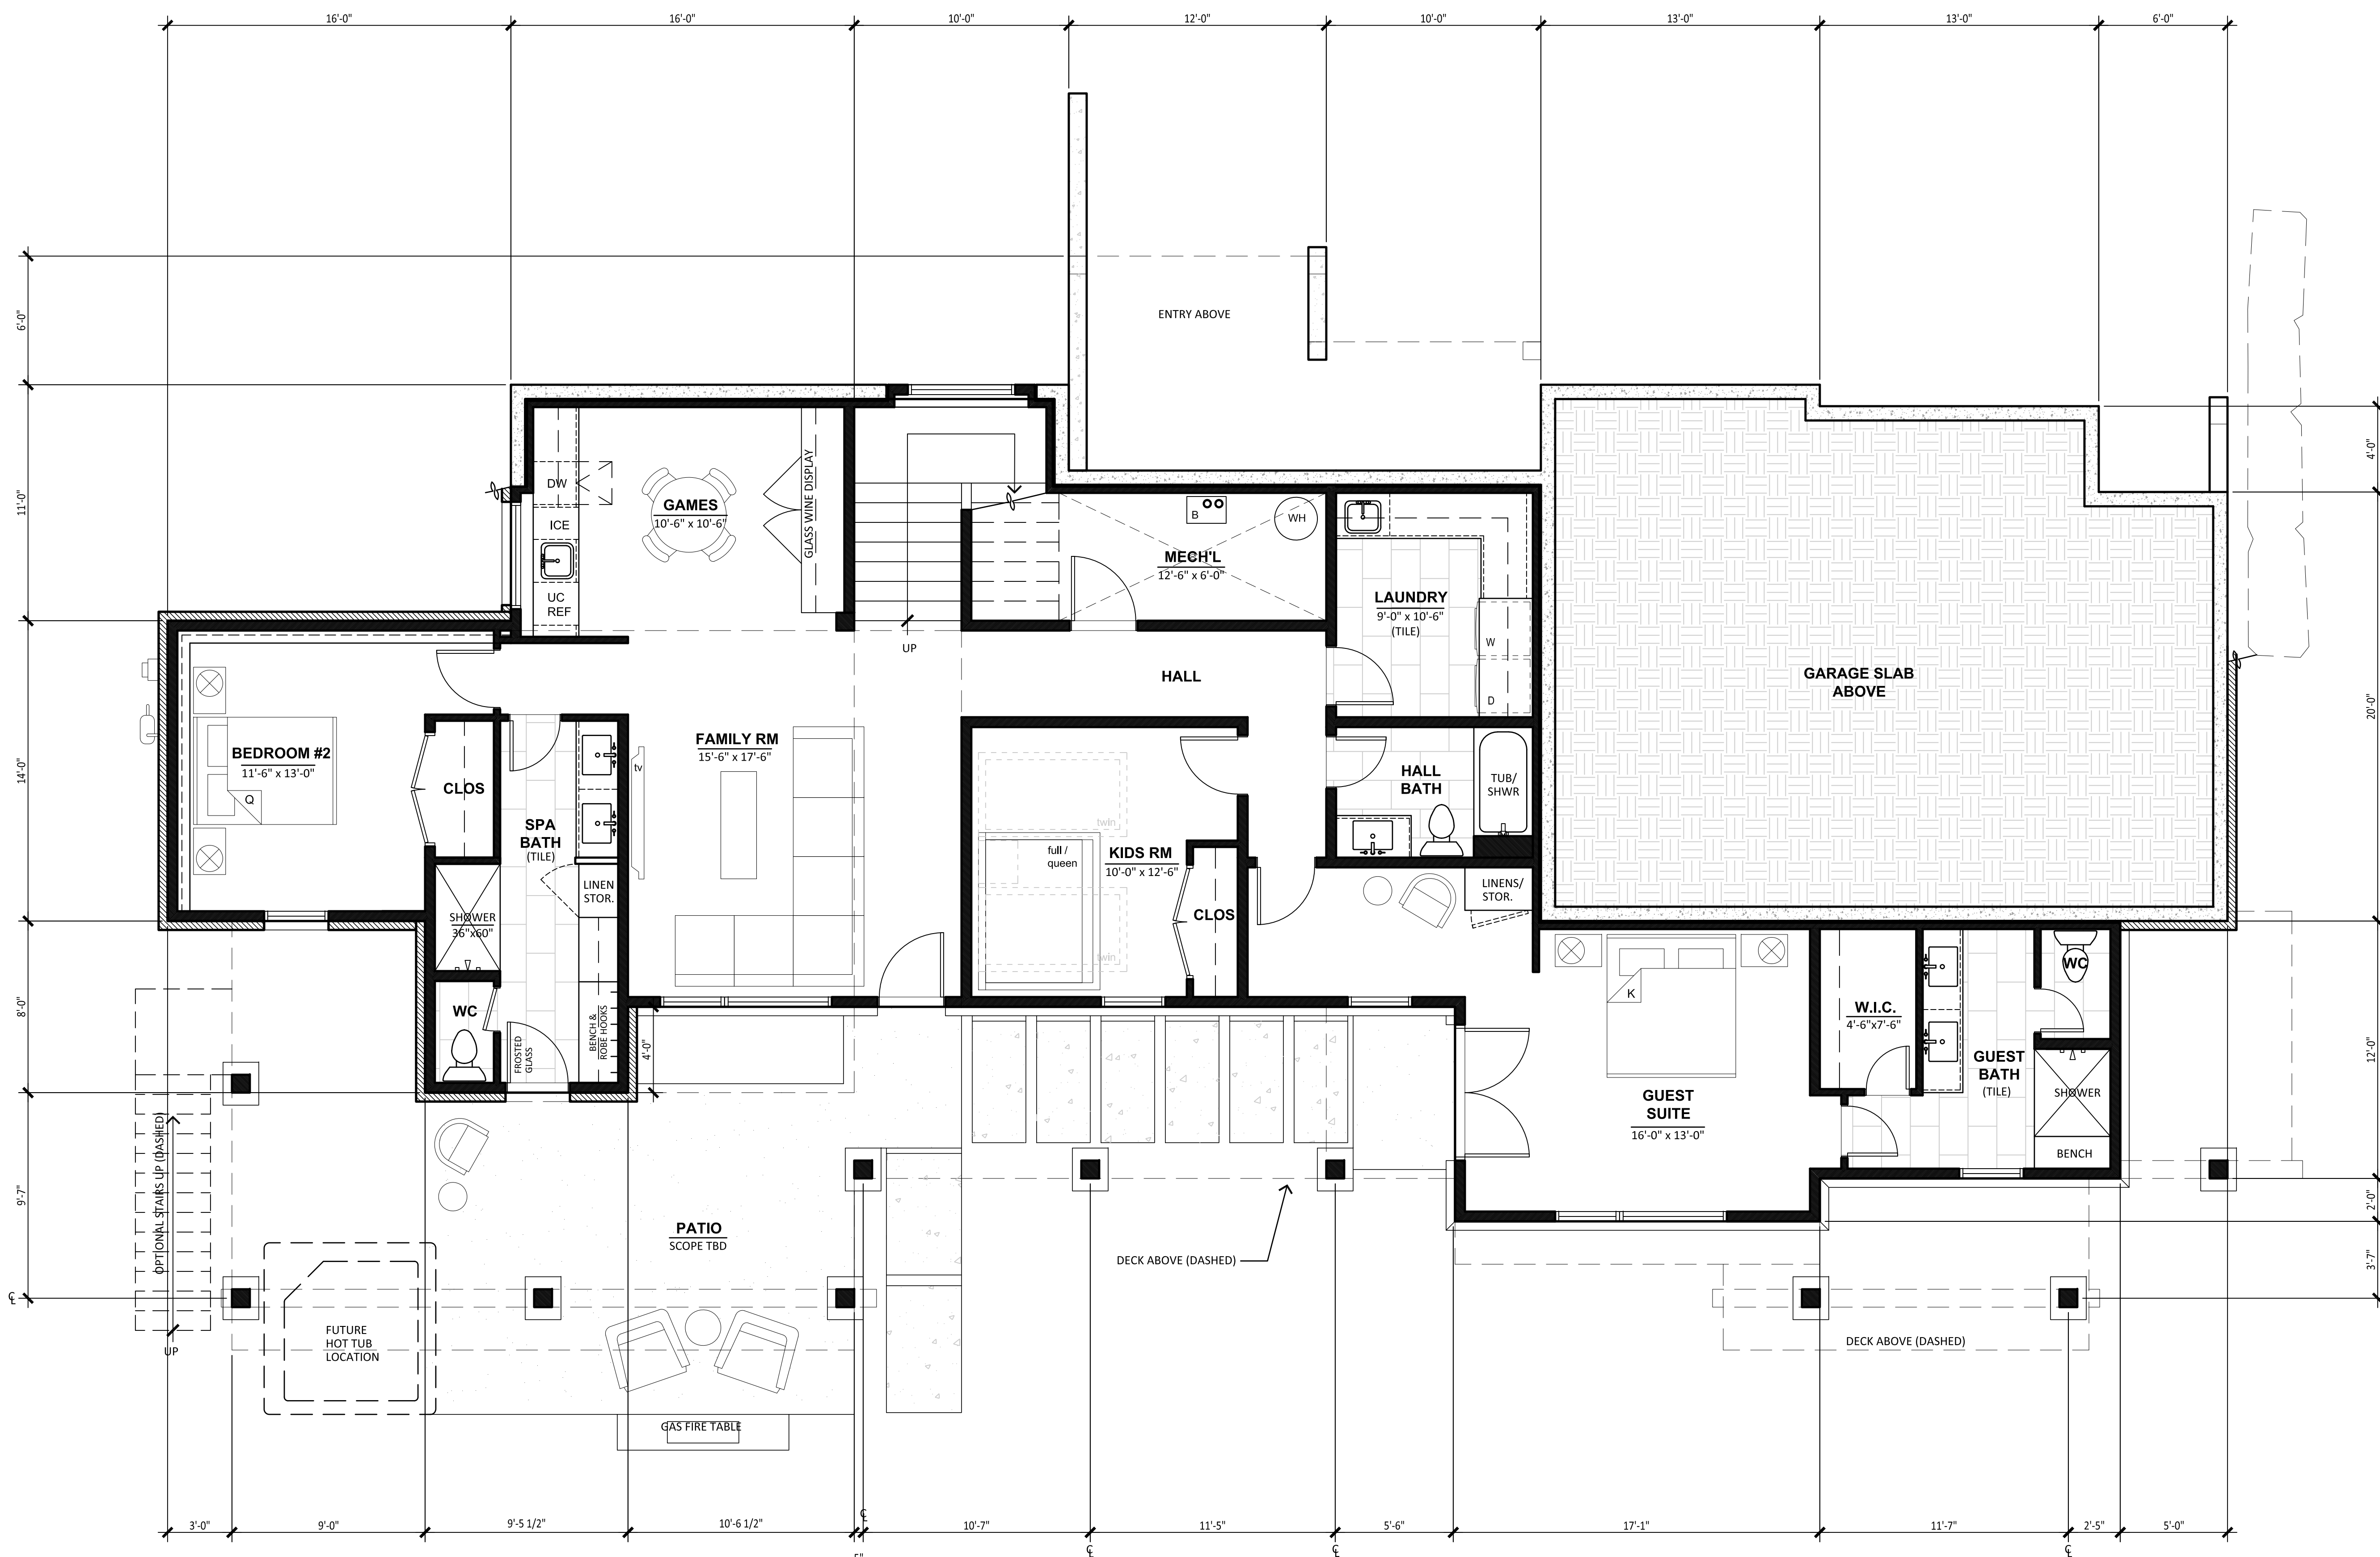 16'-0"
16'-0"
10'-0"
12'-0"
10'-0"
13'-0"
13'-0"
6'-0"
6'-0"
11'-0"
14'-0"
8'-0"
9'-7"
℄
ENTRY ABOVE
DW
ICE
UC
REF
GAMES
10'-6" x 10'-6"
GLASS WINE DISPLAY
UP
B
WH
MECH'L
12'-6" x 6'-0"
LAUNDRY
9'-0" x 10'-6"
(TILE)
W
D
HALL
GARAGE SLAB
ABOVE
4'-0"
20'-0"
12'-0"
2'-0"
3'-7"
BEDROOM #2
11'-6" x 13'-0"
Q
CLOS
SPA
BATH
(TILE)
tv
FAMILY RM
15'-6" x 17'-6"
LINEN
STOR.
SHOWER
36"x60"
WC
FROSTED
GLASS
BENCH &
ROBE HOOKS
4'-0"
twin
full /
queen
twin
KIDS RM
10'-0" x 12'-6"
CLOS
HALL
BATH
TUB/
SHWR
LINENS/
STOR.
K
GUEST
SUITE
16'-0" x 13'-0"
W.I.C.
4'-6"x7'-6"
WC
GUEST
BATH
(TILE)
SHOWER
BENCH
OPTIONAL STAIRS UP (DASHED)
UP
PATIO
SCOPE TBD
DECK ABOVE (DASHED)
FUTURE
HOT TUB
LOCATION
GAS FIRE TABLE
DECK ABOVE (DASHED)
3'-0"
9'-0"
9'-5 1/2"
10'-6 1/2"
℄
5"
10'-7"
℄
11'-5"
℄
5'-6"
17'-1"
11'-7"
℄
2'-5"
5'-0"